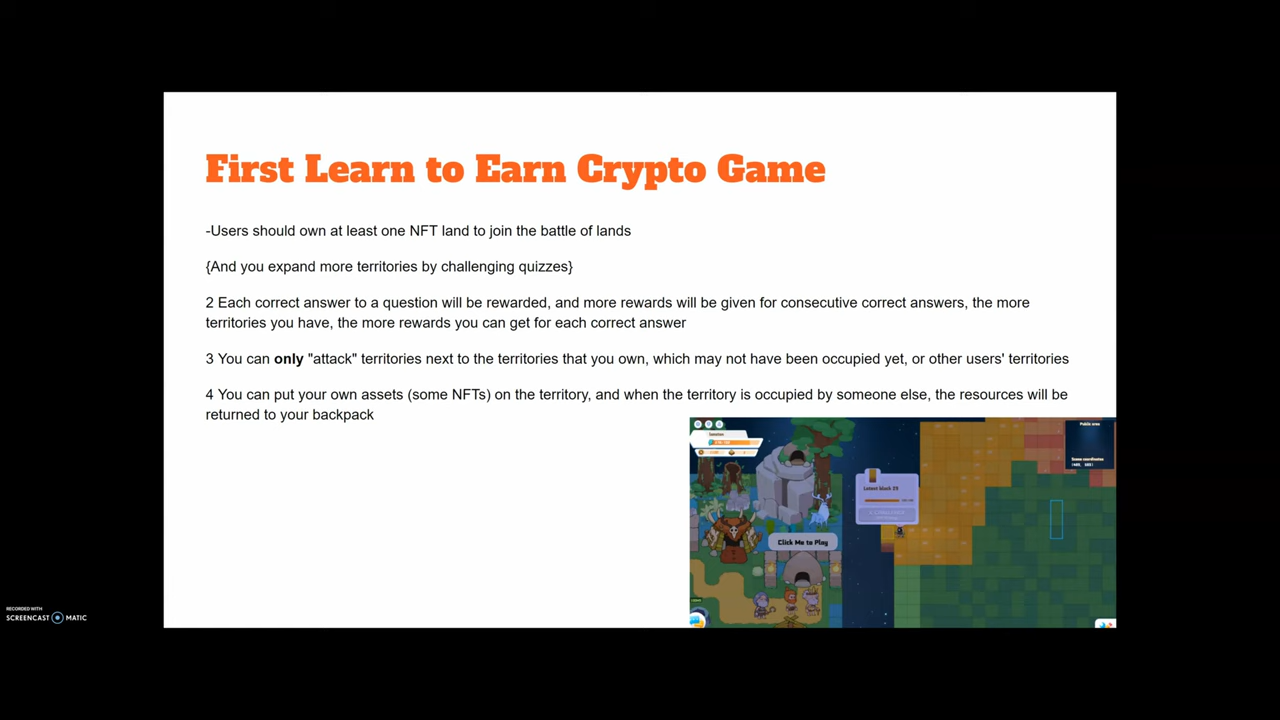 First Learn to Earn Crypto Game
-Users should own at least one NFT land to join the battle of lands
{And you expand more territories by challenging quizzes}
2 Each correct answer to a question will be rewarded, and more rewards will be given for consecutive correct answers, the more
territories you have, the more rewards you can get for each correct answer
3 You can only "attack" territories next to the territories that you own, which may not have been occupied yet, or other users' territories
4 You can put your own assets (some NFTs) on the territory, and when the territory is occupied by someone else, the resources will be
returned to your backpack
Public area
Scene coordinates
Latest block 29
Click Me to Play
RECORDED WITH
SCREENCAST MATIC